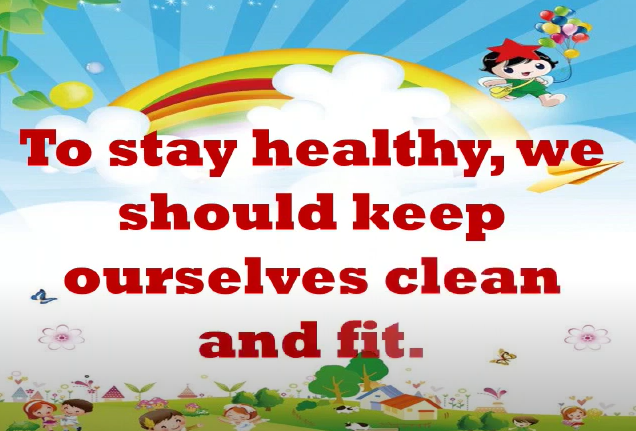 To stay healthy, we
should keep
ourselves clean
and fit.